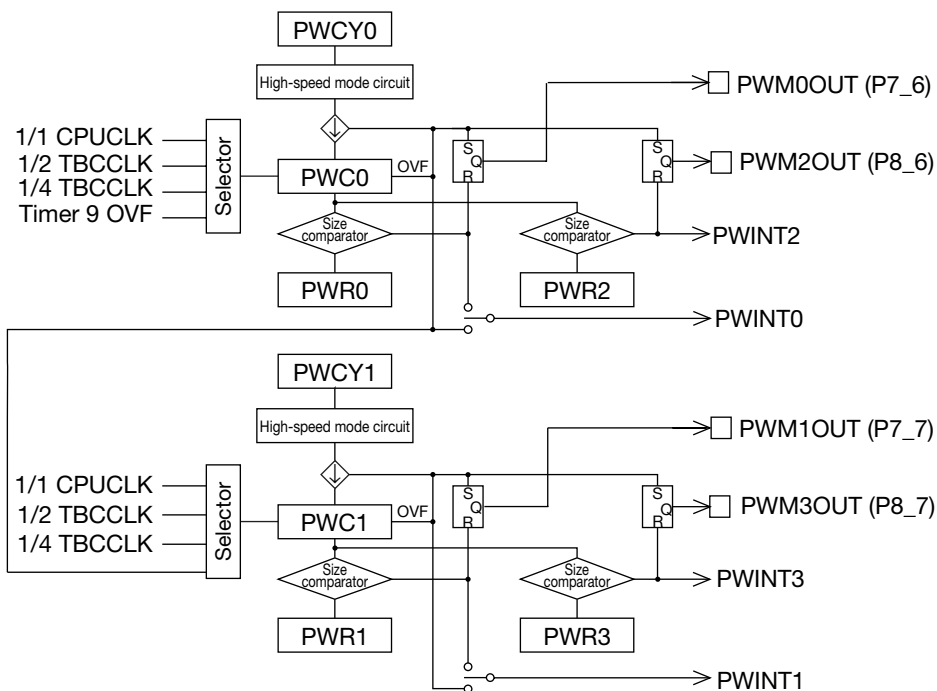 PWCY0
High-speed mode circuit
PWM0OUT (P7_6)
1/1 CPUCLK
1/2 TBCCLK
1/4 TBCCLK
Timer 9 OVF
Selector
PWC0
OVF
S
Q
R
S
Q
R
PWM2OUT (P8_6)
Size
comparator
Size
comparator
PWINT2
PWR0
PWR2
PWINT0
PWCY1
High-speed mode circuit
PWM1OUT (P7_7)
1/1 CPUCLK
1/2 TBCCLK
1/4 TBCCLK
Selector
PWC1
OVF
S
Q
R
S
Q
R
PWM3OUT (P8_7)
Size
comparator
Size
comparator
PWINT3
PWR1
PWR3
PWINT1